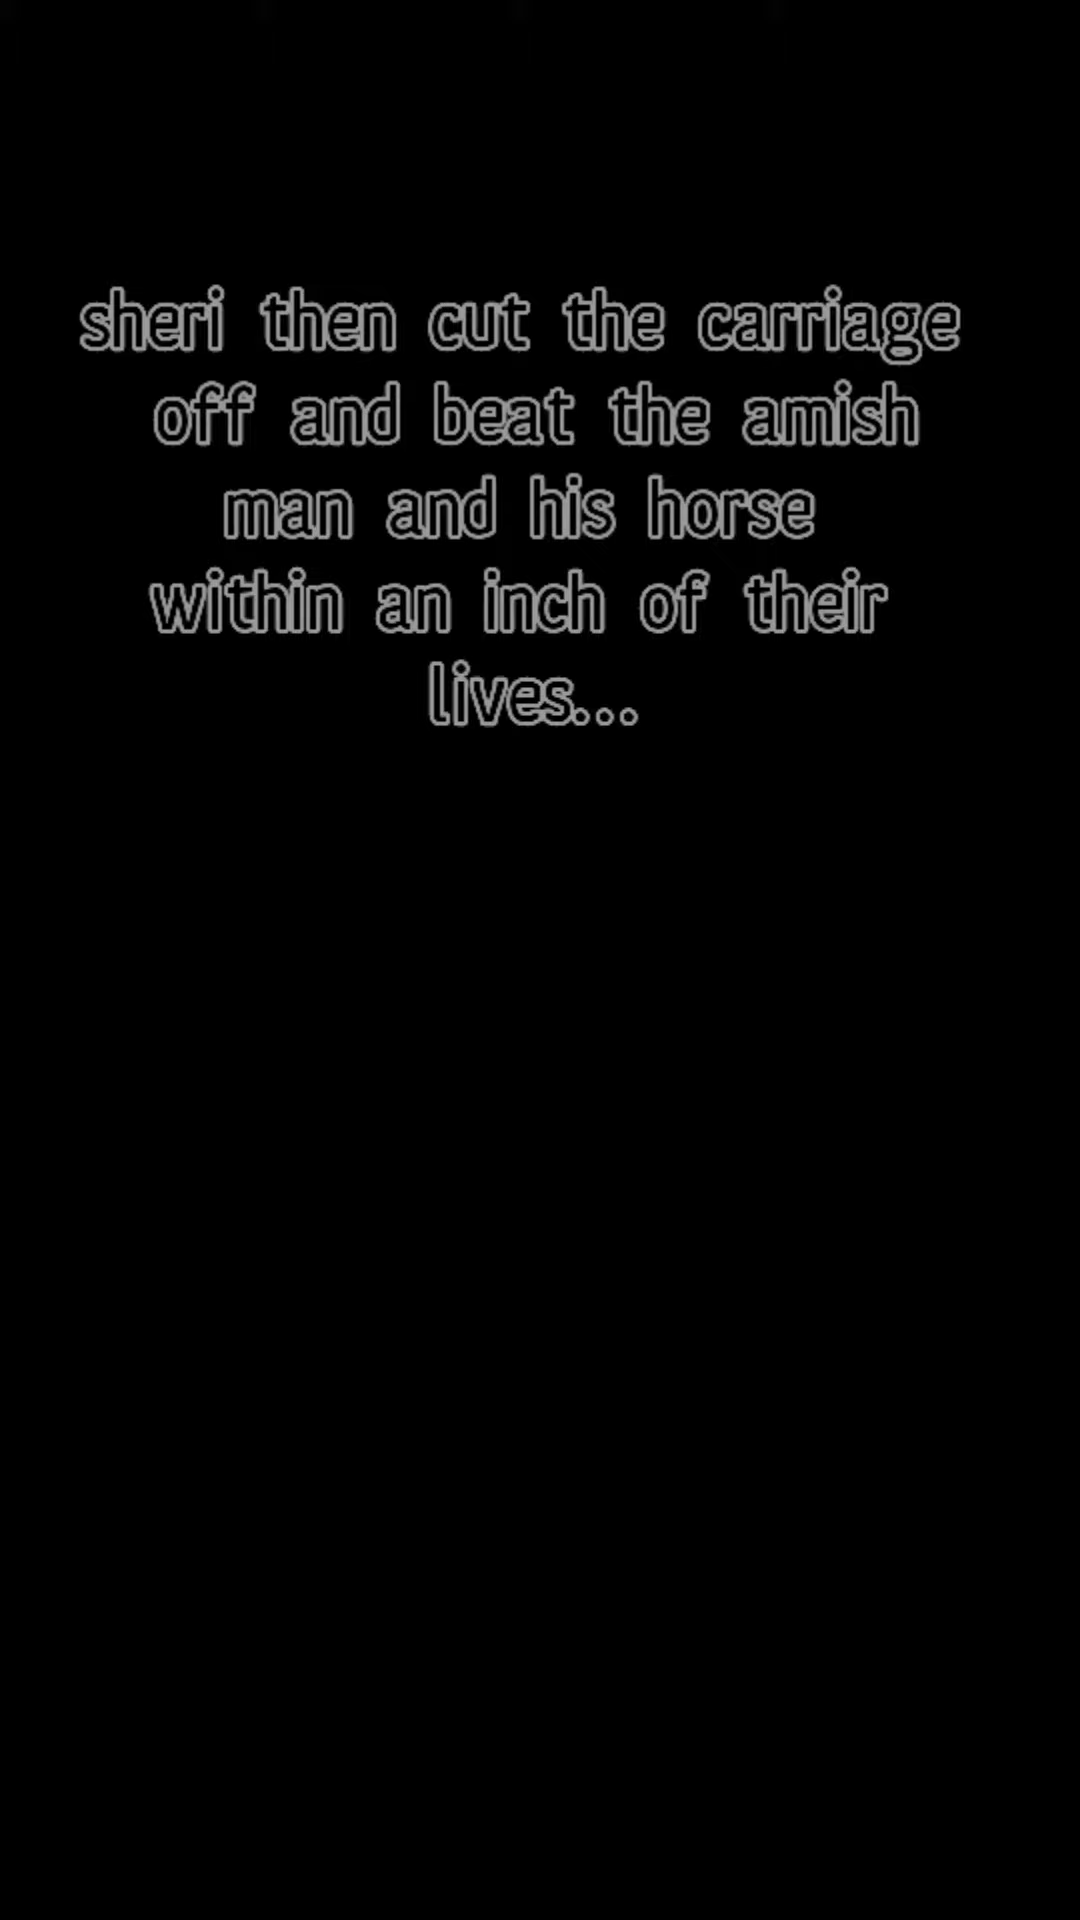 sheri then cut the carriage
off and beat the amish
man and his horse
within an inch of their
lives...